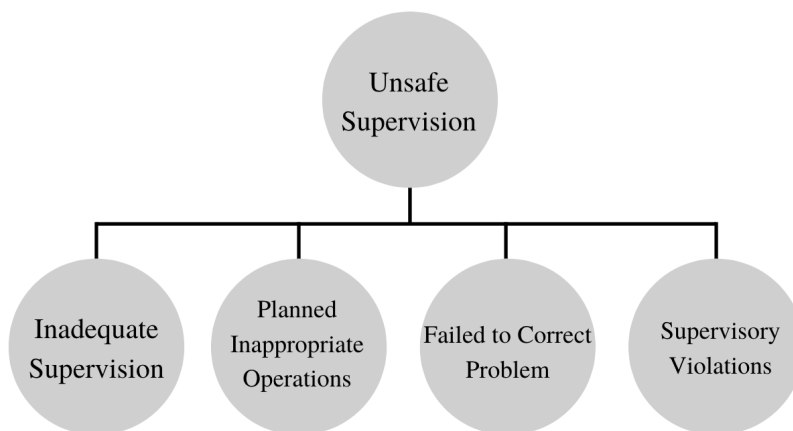 Unsafe
Supervision
Inadequate
Supervision
Planned
Inappropriate
Operations
Failed to Correct
Problem
Supervisory
Violations